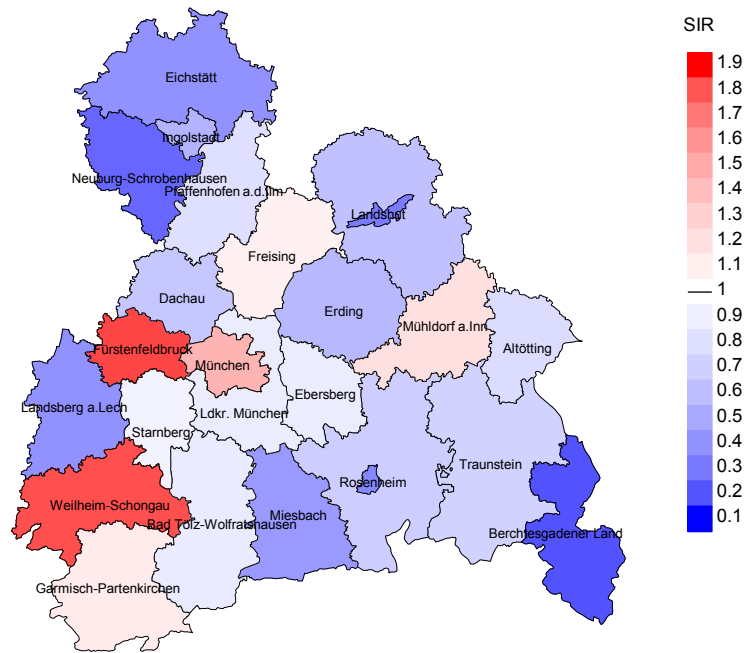 SIR
1.9
1.8
1.7
1.6
1.5
1.4
1.3
1.2
1.1
1
0.9
0.8
0.7
0.6
0.5
0.4
0.3
0.2
0.1
Eichstätt
Ingolstadt
Neuburg-Schrobenhausen
Pfaffenhofen a.d.Ilm
Landshut
Freising
Dachau
Erding
Mühldorf a.Inn
Fürstenfeldbruck
München
Altötting
Ebersberg
Landsberg a.Lech
Ldkr. München
Starnberg
Traunstein
Rosenheim
Weilheim-Schongau
Miesbach
Bad Tölz-Wolfratshausen
Berchtesgadener Land
Garmisch-Partenkirchen